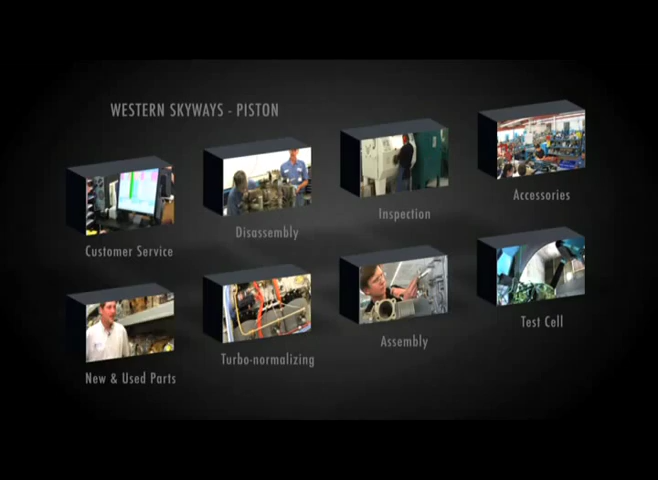 WESTERN SKYWAYS - PISTON
Customer Service
Disassembly
Inspection
Accessories
New & Used Parts
Turbo-normalizing
Assembly
Test Cell